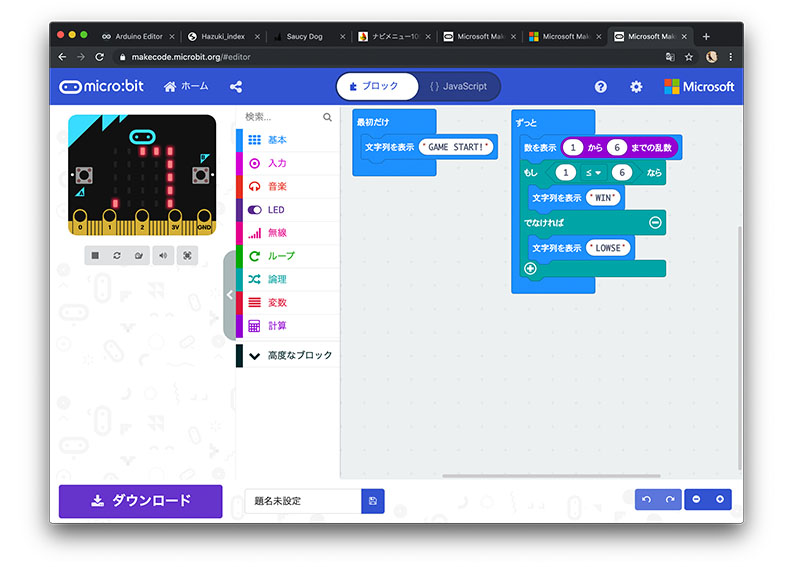 Arduino Editor
Hazuki_index
Saucy Dog
ナビメニュー10
Microsoft Mak
Microsoft Mak
Microsoft Mak
makecode.microbit.org/#editor
micro:bit
ホーム
ブロック
{} JavaScript
Microsoft
0 1 2 3V GND
A
B
検索...
基本
入力
音楽
LED
無線
ループ
論理
変数
計算
高度なブロック
最初だけ
文字列を表示 "GAME START!"
ずっと
数を表示 1 から 6 までの乱数
もし 1 ≤ 6 なら
文字列を表示 "WIN"
でなければ
文字列を表示 "LOWSE"
ダウンロード
題名未設定